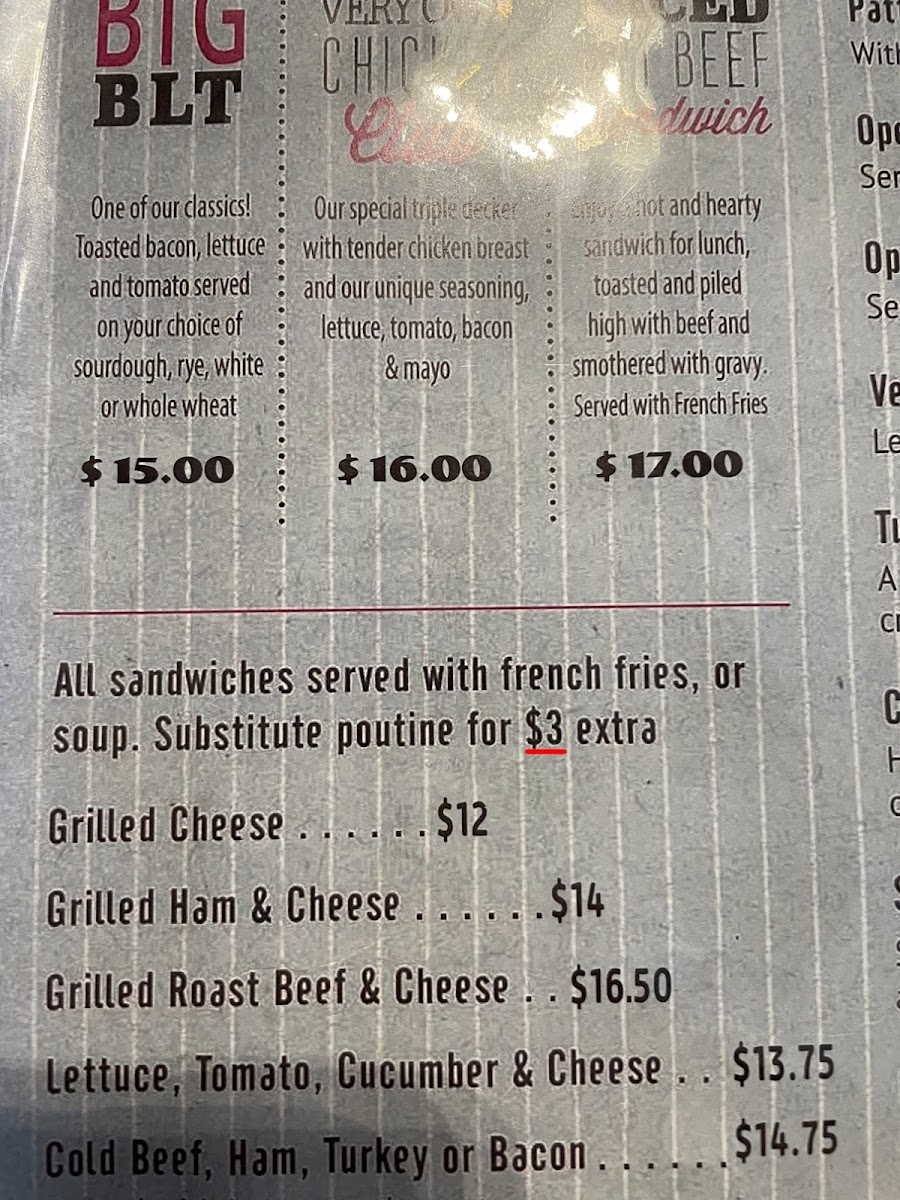 BIG
BLT
One of our classics!
Toasted bacon, lettuce
and tomato served
on your choice of
sourdough, rye, white
or whole wheat
$ 15.00
VERY
Club
Our special triple decker
with tender chicken breast
and our unique seasoning,
lettuce, tomato, bacon
& mayo
$ 16.00
BEEF
enjoy a hot and hearty
sandwich for lunch,
toasted and piled
high with beef and
smothered with gravy.
Served with French Fries
$ 17.00
All sandwiches served with french fries, or
soup. Substitute poutine for $3 extra
Grilled Cheese . . . . . . $12
Grilled Ham & Cheese . . . . . . $14
Grilled Roast Beef & Cheese . . $16.50
Lettuce, Tomato, Cucumber & Cheese . . $13.75
Cold Beef, Ham, Turkey or Bacon . . . . . . $14.75